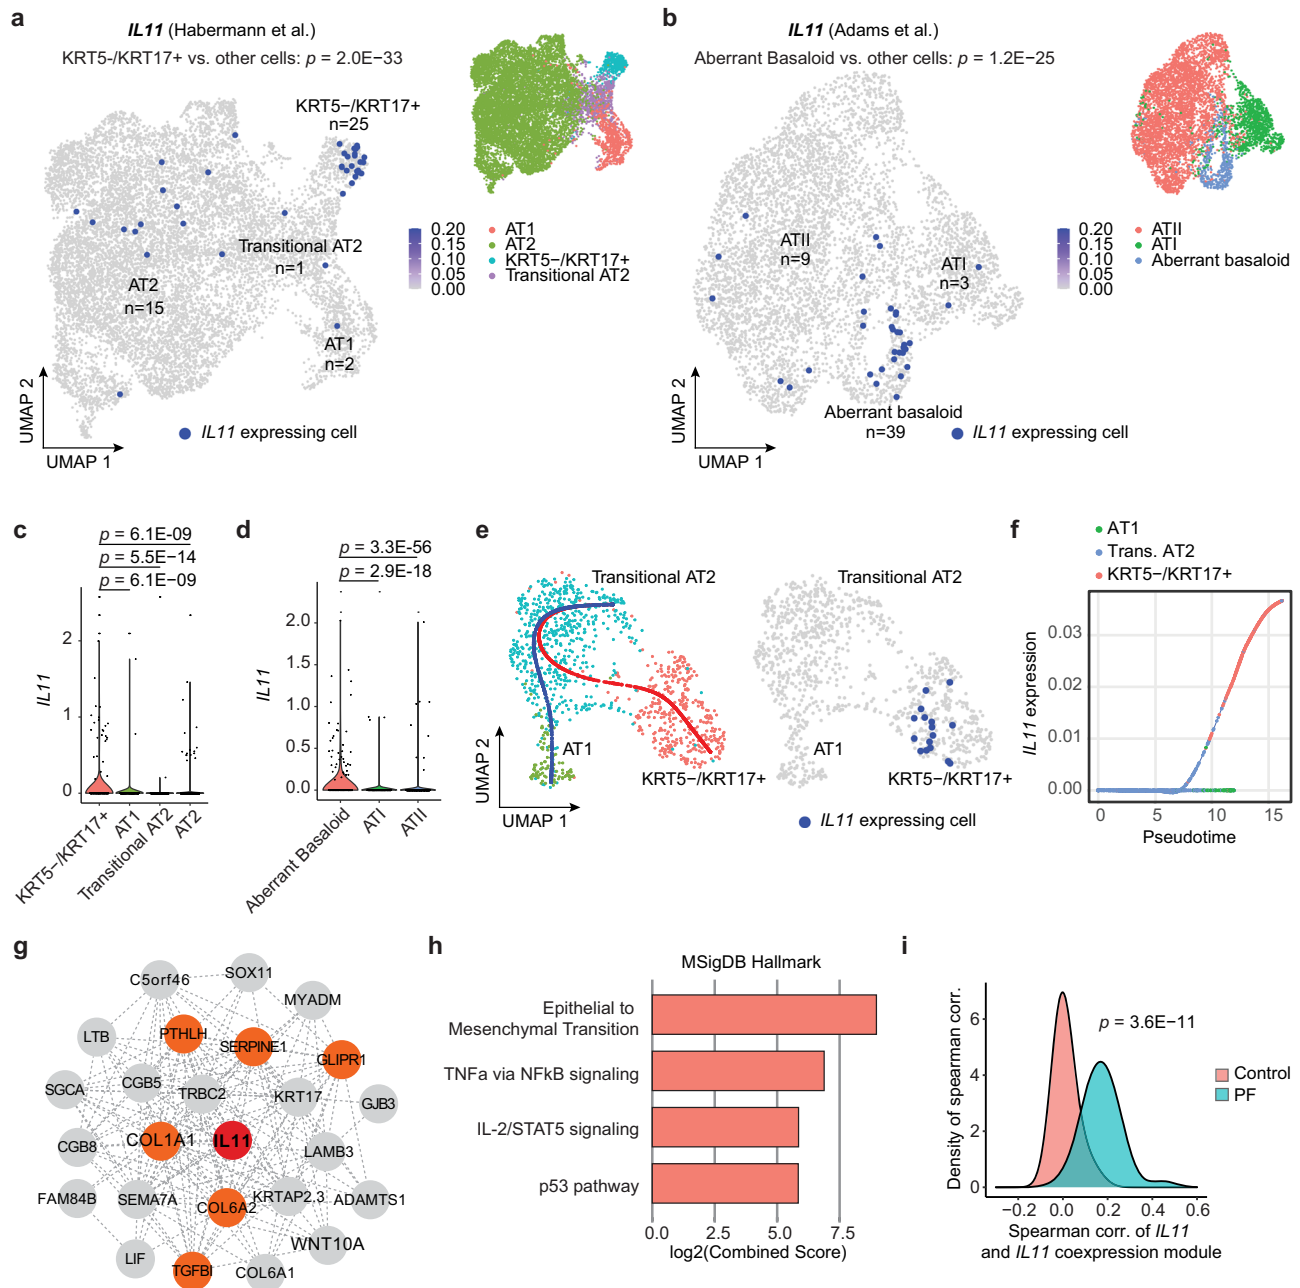 a
IL11 (Habermann et al.)
KRT5-/KRT17+ vs. other cells: p = 2.0E−33
KRT5−/KRT17+
n=25
Transitional AT2
n=1
AT2
n=15
AT1
n=2
0.20
0.15
0.10
0.05
0.00
AT1
AT2
KRT5−/KRT17+
Transitional AT2
UMAP 2
UMAP 1
IL11 expressing cell
b
IL11 (Adams et al.)
Aberrant Basaloid vs. other cells: p = 1.2E−25
ATII
n=9
ATI
n=3
Aberrant basaloid
n=39
0.20
0.15
0.10
0.05
0.00
ATII
ATI
Aberrant basaloid
UMAP 2
UMAP 1
IL11 expressing cell
c
p = 6.1E-09
p = 5.5E−14
p = 6.1E−09
IL11
2
1
0
KRT5−/KRT17+
AT1
Transitional AT2
AT2
d
p = 3.3E-56
p = 2.9E-18
IL11
2.0
1.5
1.0
0.5
0.0
Aberrant Basaloid
ATI
ATII
e
Transitional AT2
AT1
KRT5−/KRT17+
UMAP 2
UMAP 1
Transitional AT2
AT1
KRT5−/KRT17+
IL11 expressing cell
f
AT1
Trans. AT2
KRT5−/KRT17+
IL11 expression
0.03
0.02
0.01
0.00
0
5
10
15
Pseudotime
g
C5orf46
SOX11
MYADM
LTB
PTHLH
SERPINE1
GLIPR1
SGCA
CGB5
TRBC2
KRT17
GJB3
CGB8
COL1A1
IL11
LAMB3
FAM84B
SEMA7A
COL6A2
KRTAP2.3
ADAMTS1
LIF
TGFBI
COL6A1
WNT10A
h
MSigDB Hallmark
Epithelial to
Mesenchymal Transition
TNFa via NFkB signaling
IL-2/STAT5 signaling
p53 pathway
0.0
2.5
5.0
7.5
log2(Combined Score)
i
p = 3.6E−11
Density of spearman corr.
6
4
2
0
−0.2
0.0
0.2
0.4
0.6
Spearman corr. of IL11
and IL11 coexpression module
Control
PF